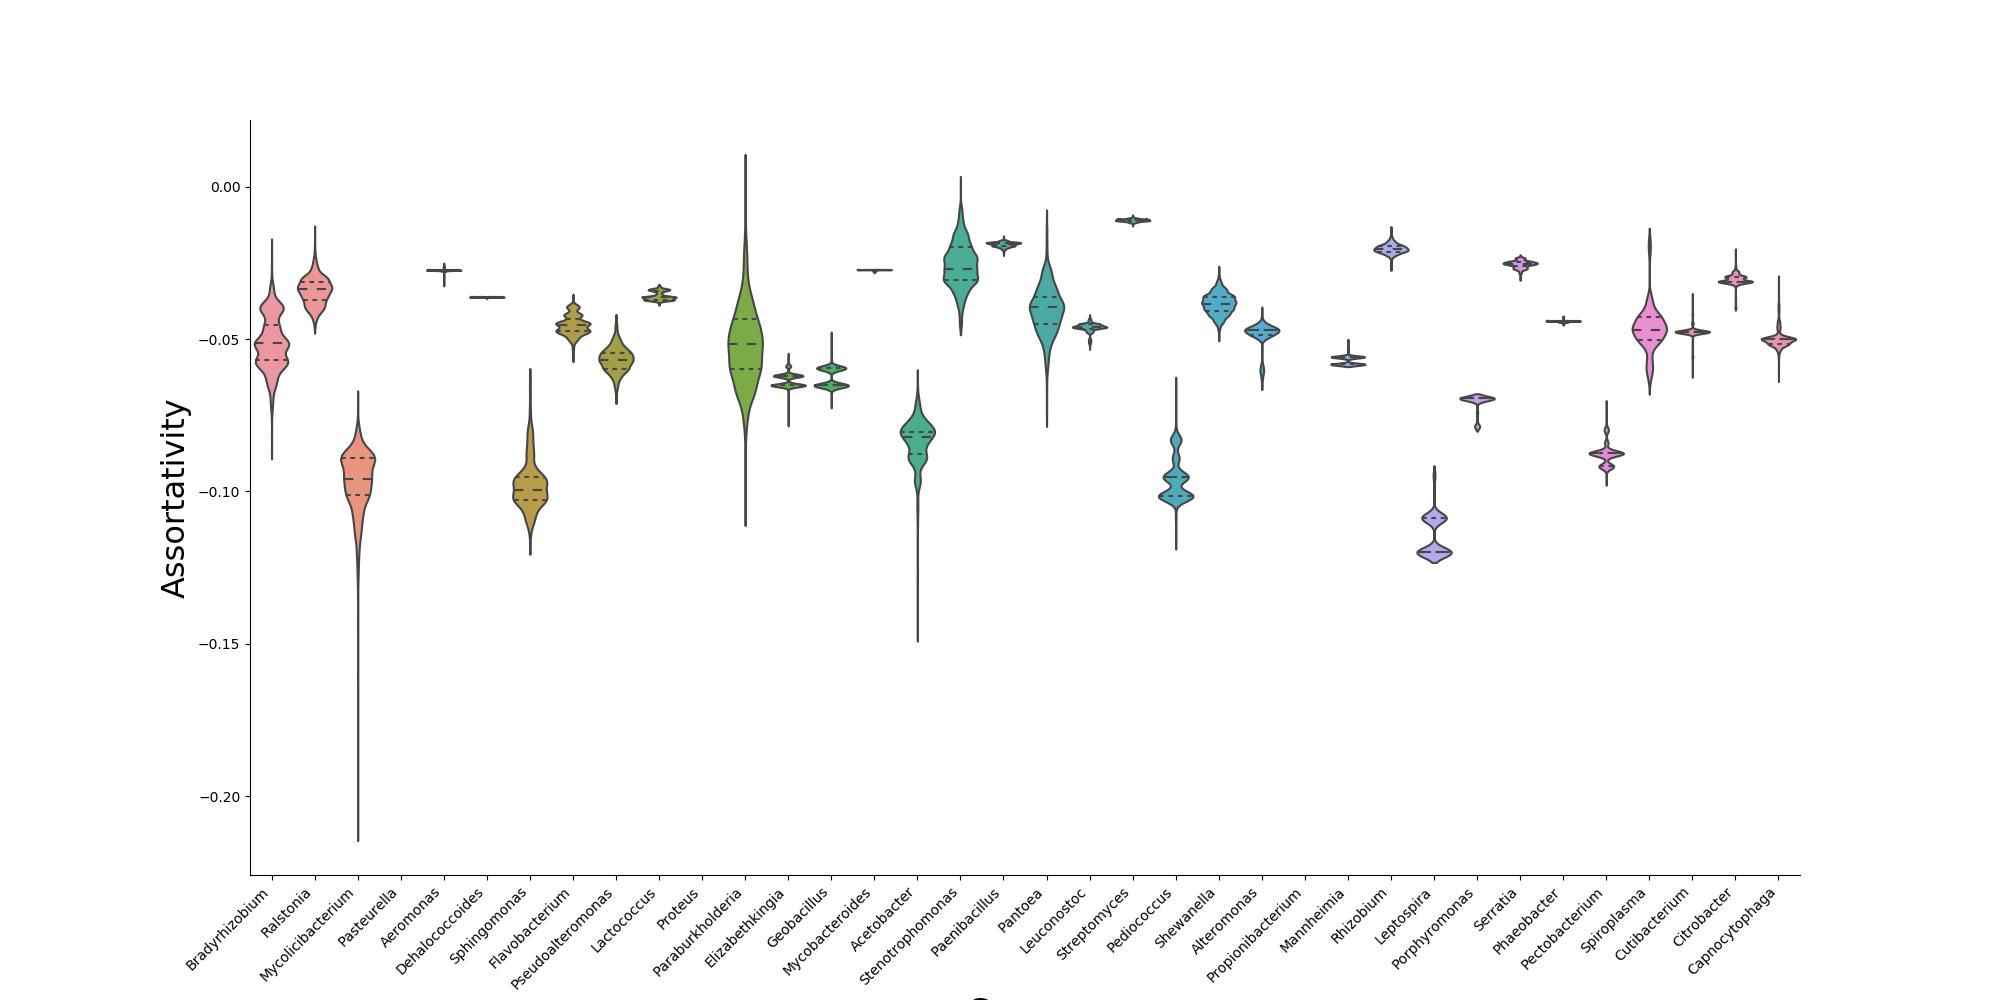 0.00
−0.05
−0.10
−0.15
−0.20
Assortativity
Bradyrhizobium
Ralstonia
Mycolicibacterium
Pasteurella
Aeromonas
Dehalococcoides
Sphingomonas
Flavobacterium
Pseudoalteromonas
Lactococcus
Proteus
Paraburkholderia
Elizabethkingia
Geobacillus
Mycobacteroides
Acetobacter
Stenotrophomonas
Paenibacillus
Pantoea
Leuconostoc
Streptomyces
Pediococcus
Shewanella
Alteromonas
Propionibacterium
Mannheimia
Rhizobium
Leptospira
Porphyromonas
Serratia
Phaeobacter
Pectobacterium
Spiroplasma
Cutibacterium
Citrobacter
Capnocytophaga